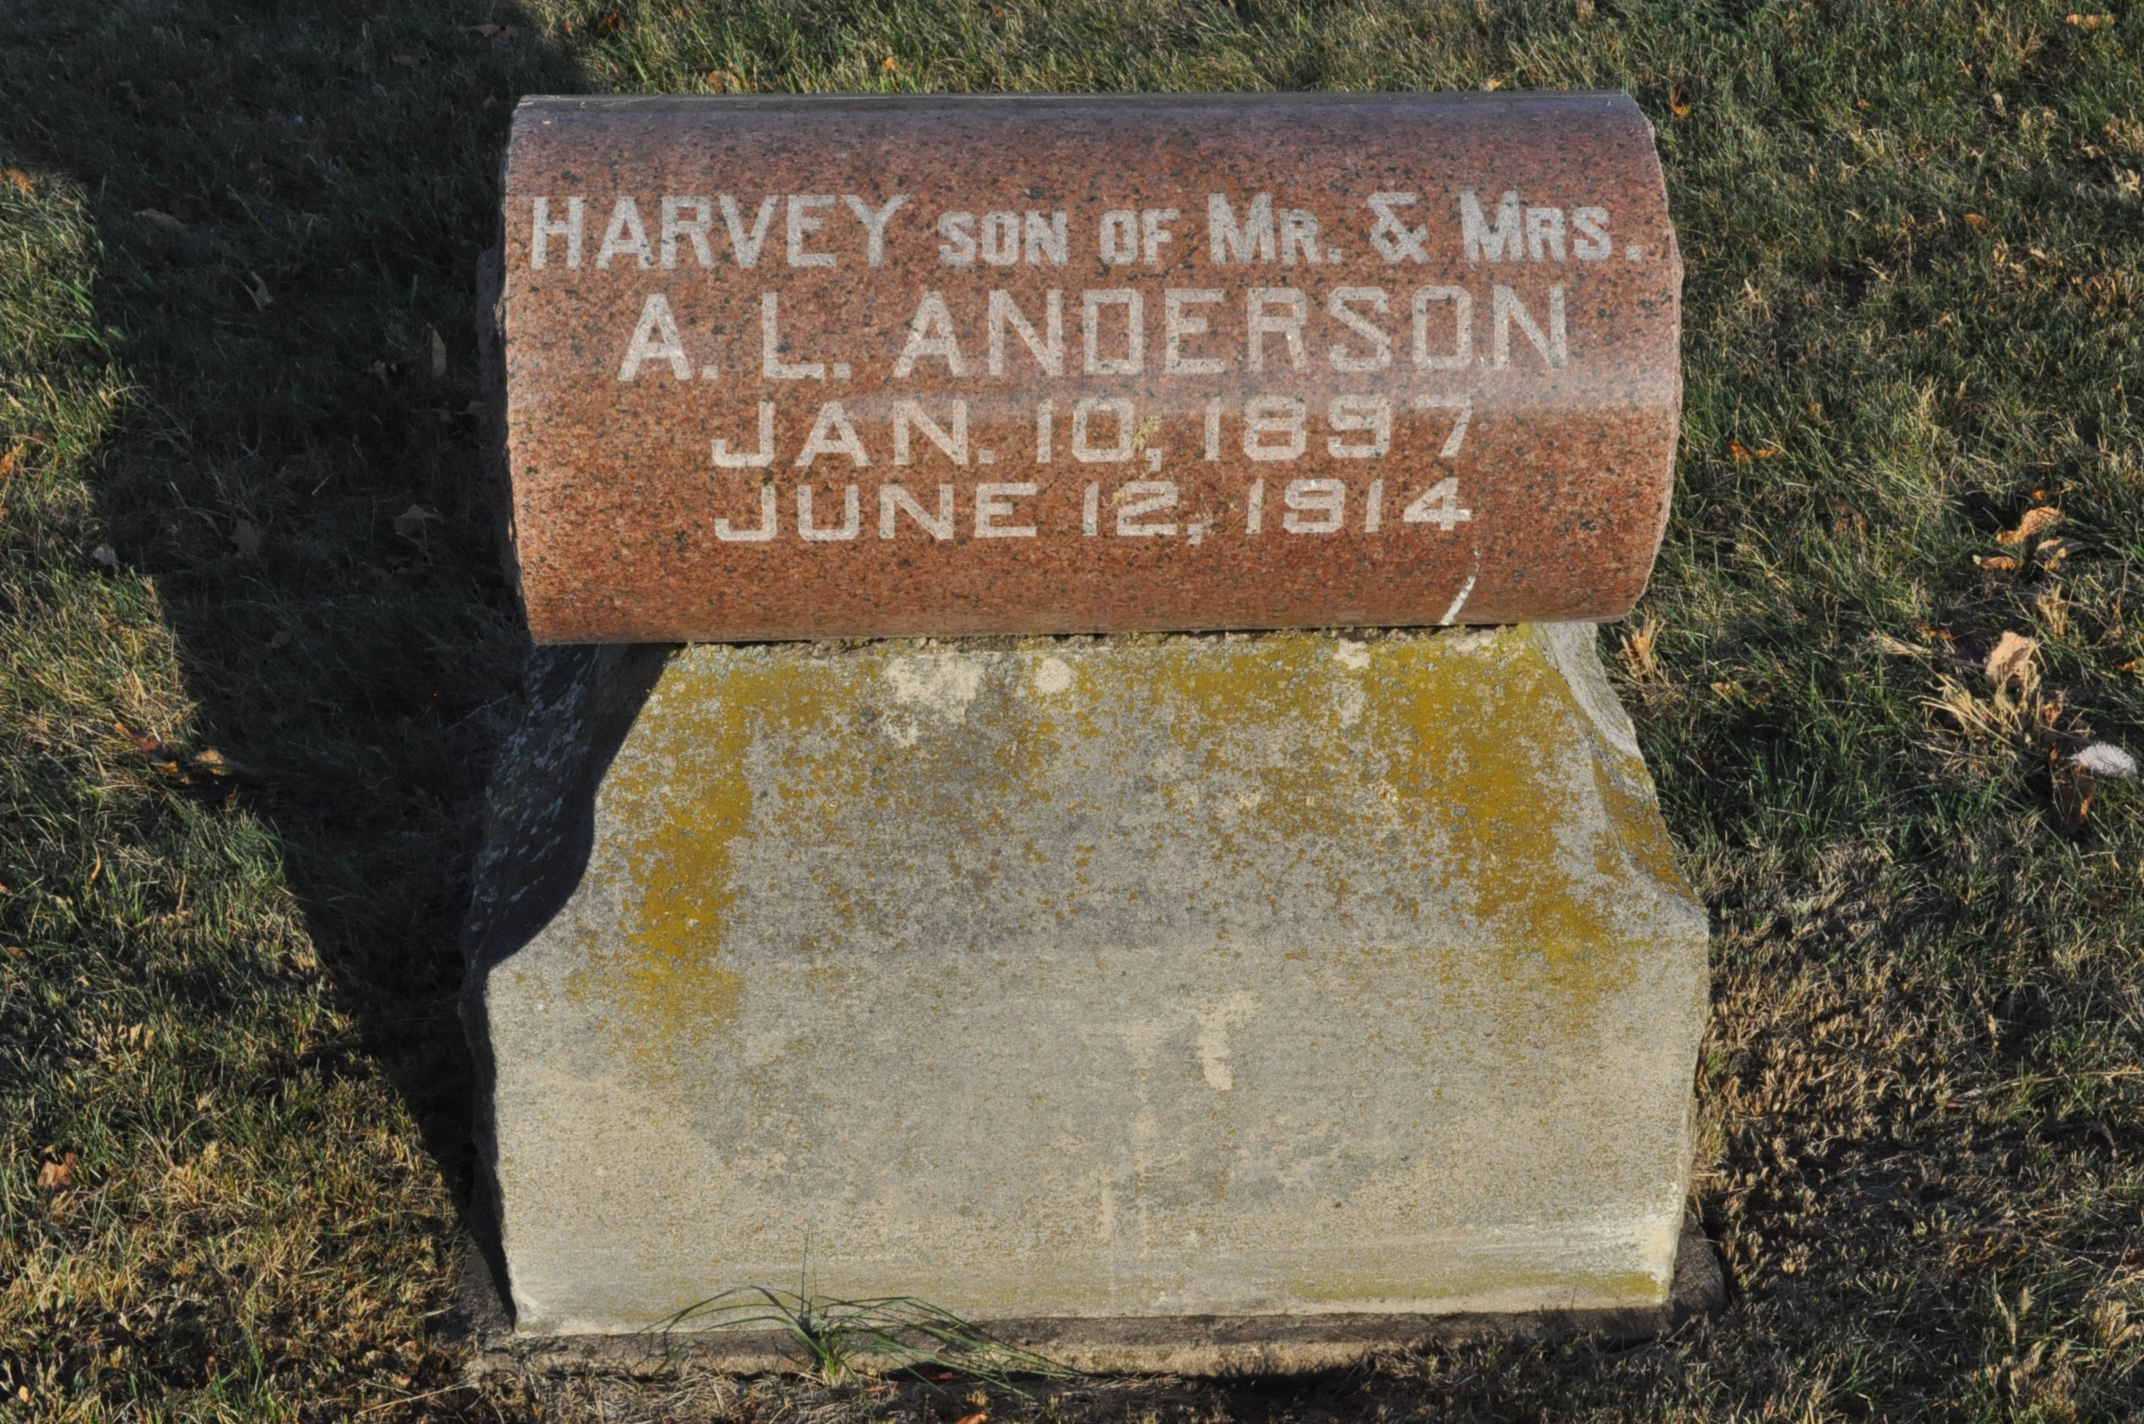 HARVEY SON OF MR. & MRS.
A. L. ANDERSON
JAN. 10, 1897
JUNE 12, 1914